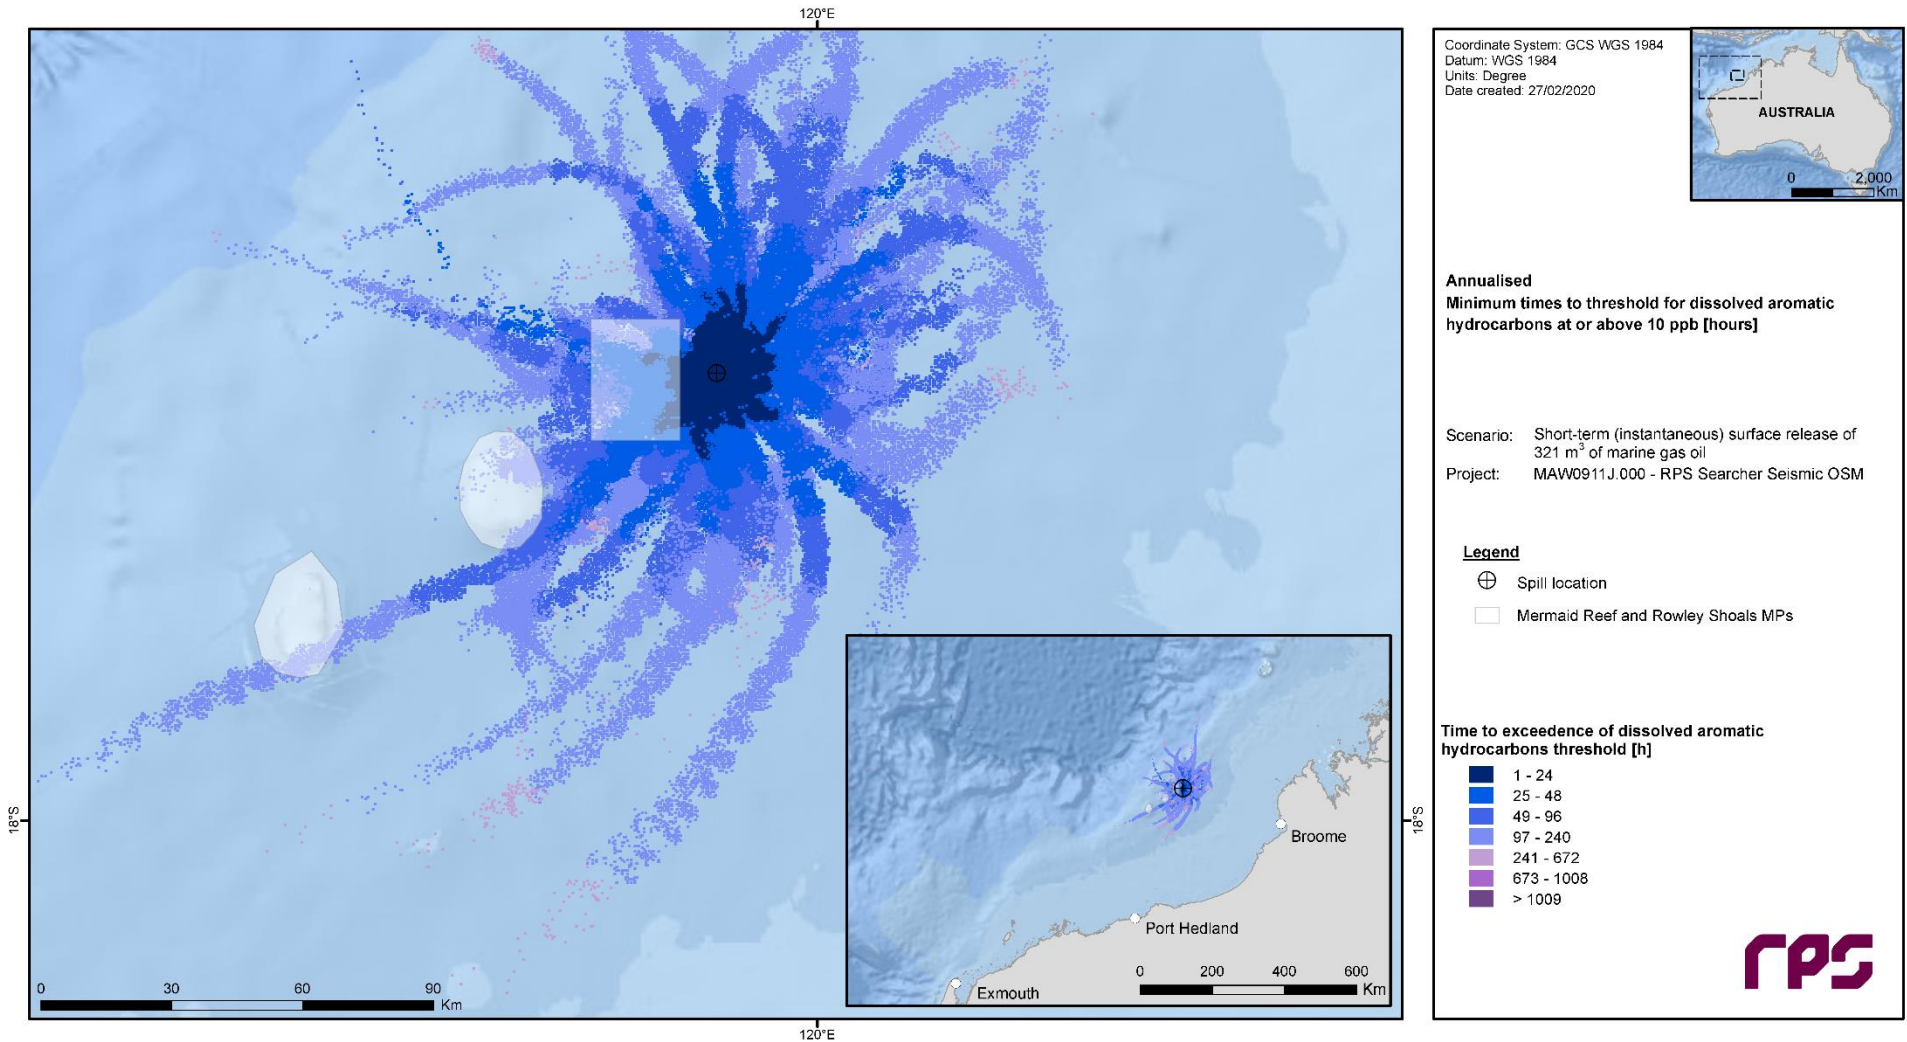 120°E
18°S
18°S
0 30 60 90
Km
120°E
Broome
Port Hedland
Exmouth
0 200 400 600
Km
Coordinate System: GCS WGS 1984
Datum: WGS 1984
Units: Degree
Date created: 27/02/2020
AUSTRALIA
0 2,000
Km
Annualised
Minimum times to threshold for dissolved aromatic
hydrocarbons at or above 10 ppb [hours]
Scenario: Short-term (instantaneous) surface release of
321 m³ of marine gas oil
Project: MAW0911J.000 - RPS Searcher Seismic OSM
Legend
Spill location
Mermaid Reef and Rowley Shoals MPs
Time to exceedence of dissolved aromatic
hydrocarbons threshold [h]
1 - 24
25 - 48
49 - 96
97 - 240
241 - 672
673 - 1008
> 1009
rps